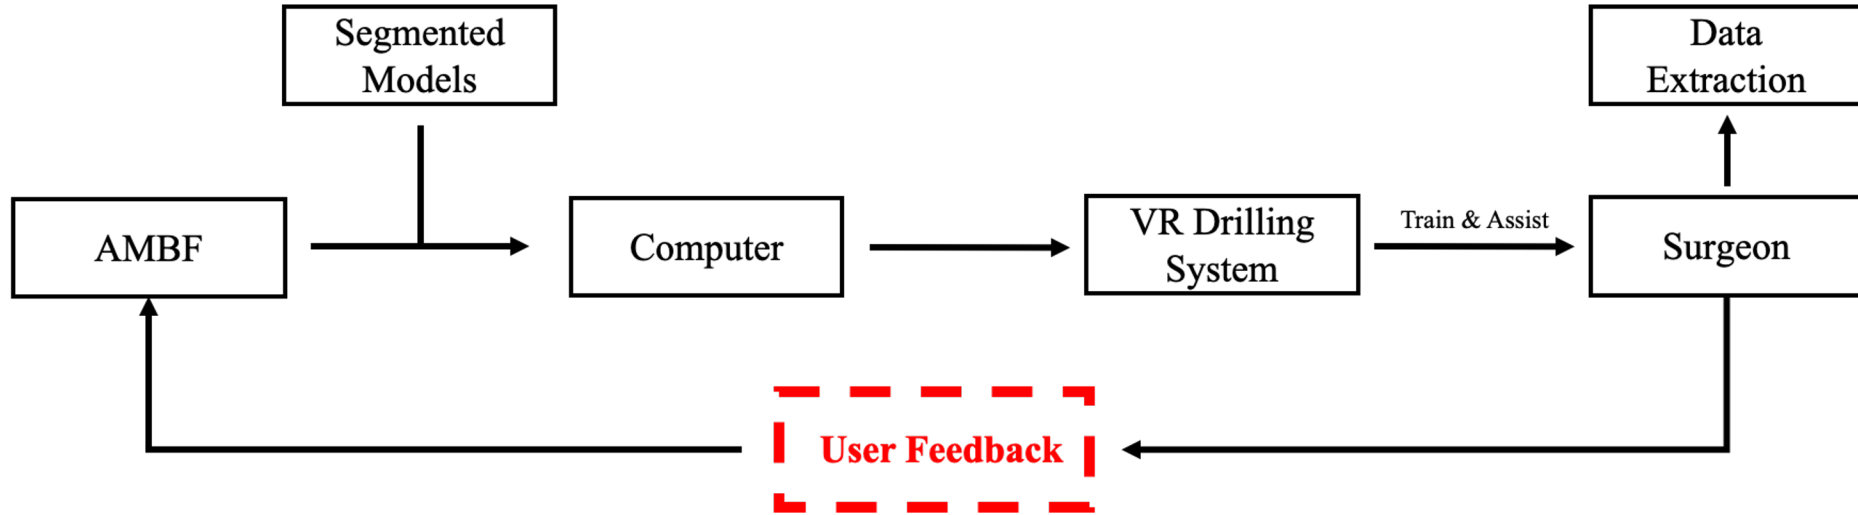 Segmented
Models
Data
Extraction
AMBF
Computer
VR Drilling
System
Train & Assist
Surgeon
User Feedback